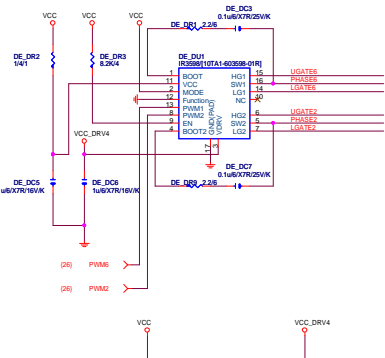 DE_DC3
0.1u/6/X7R/25V/K
VCC VCC VCC
DE_DR1 2.2/6
DE_DR2
1/4/1
DE_DR3
8.2K/4
DE_DU1
IR3598/[10TA1-603598-01R]
1 BOOT HG1 15 UGATE6
11 VCC SW1 16 PHASE6
2 MODE LG1 14 LGATE6
12 Function NC 10
13 PWM1
8 PWM2 HG2 6 UGATE2
9 EN SW2 5 PHASE2
4 BOOT2 LG2 7 LGATE2
GND(PAD) VDRV
17 3
VCC_DRV4
DE_DC5
u/6/X7R/16V/K
DE_DC6
1u/6/X7R/16V/K
DE_DC7
0.1u/6/X7R/25V/K
2.2/6
{26} PWM6
{26} PWM2
VCC VCC_DRV4